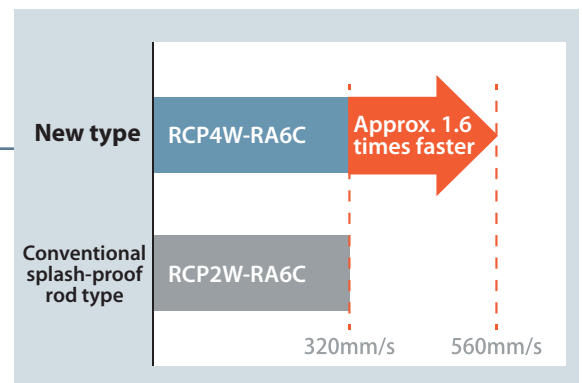 New type
RCP4W-RA6C
Approx. 1.6
times faster
Conventional
splash-proof
rod type
RCP2W-RA6C
320mm/s
560mm/s